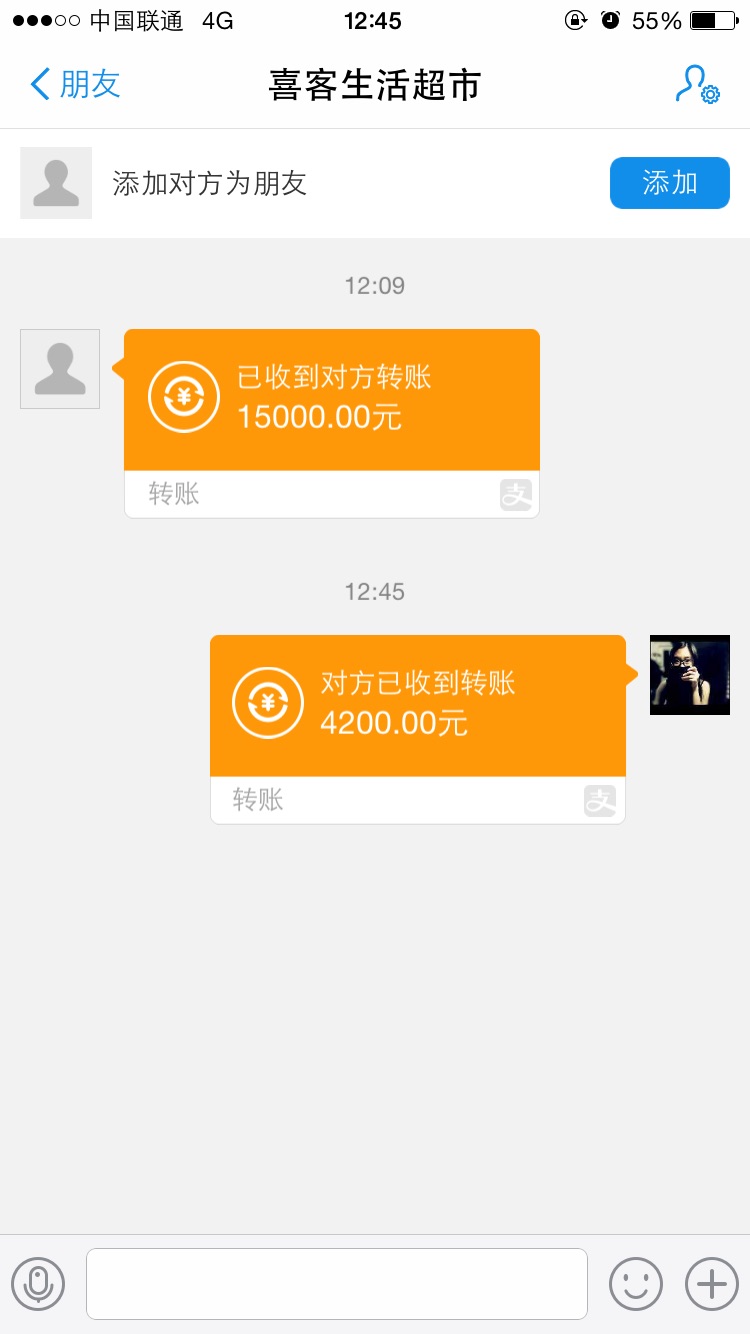 中国联通 4G 12:45 55%
朋友 喜客生活超市
添加对方为朋友 添加
12:09
已收到对方转账
15000.00元
转账 支
12:45
对方已收到转账
4200.00元
转账 支